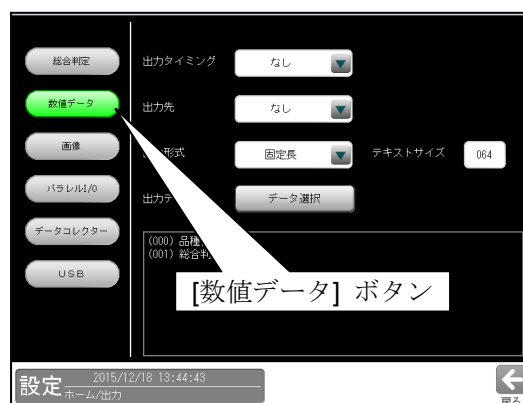 総合判定
数値データ
画像
パラレルI/O
データコレクター
USB
出力タイミング なし
出力先 なし
形式 固定長 テキストサイズ 064
出力デ データ選択
(000) 品種
(001) 総合判
[数値データ] ボタン
設定 2015/12/18 13:44:43
ホーム/出力
戻る